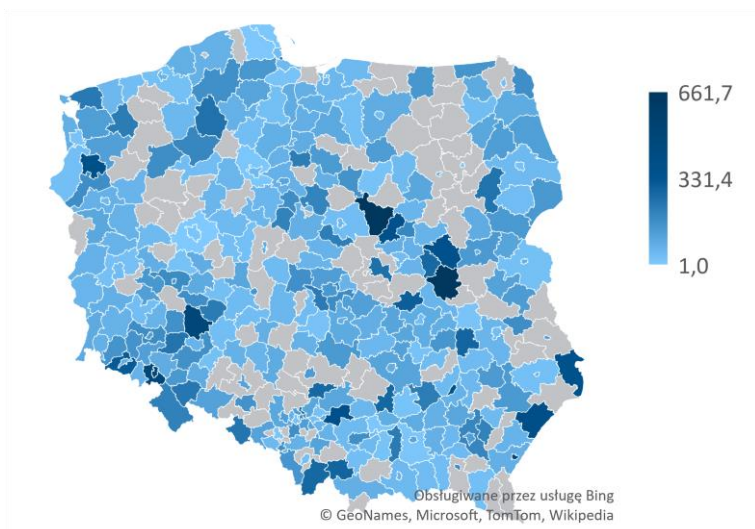 661,7
331,4
1,0
Obsługiwane przez usługę Bing
© GeoNames, Microsoft, TomTom, Wikipedia